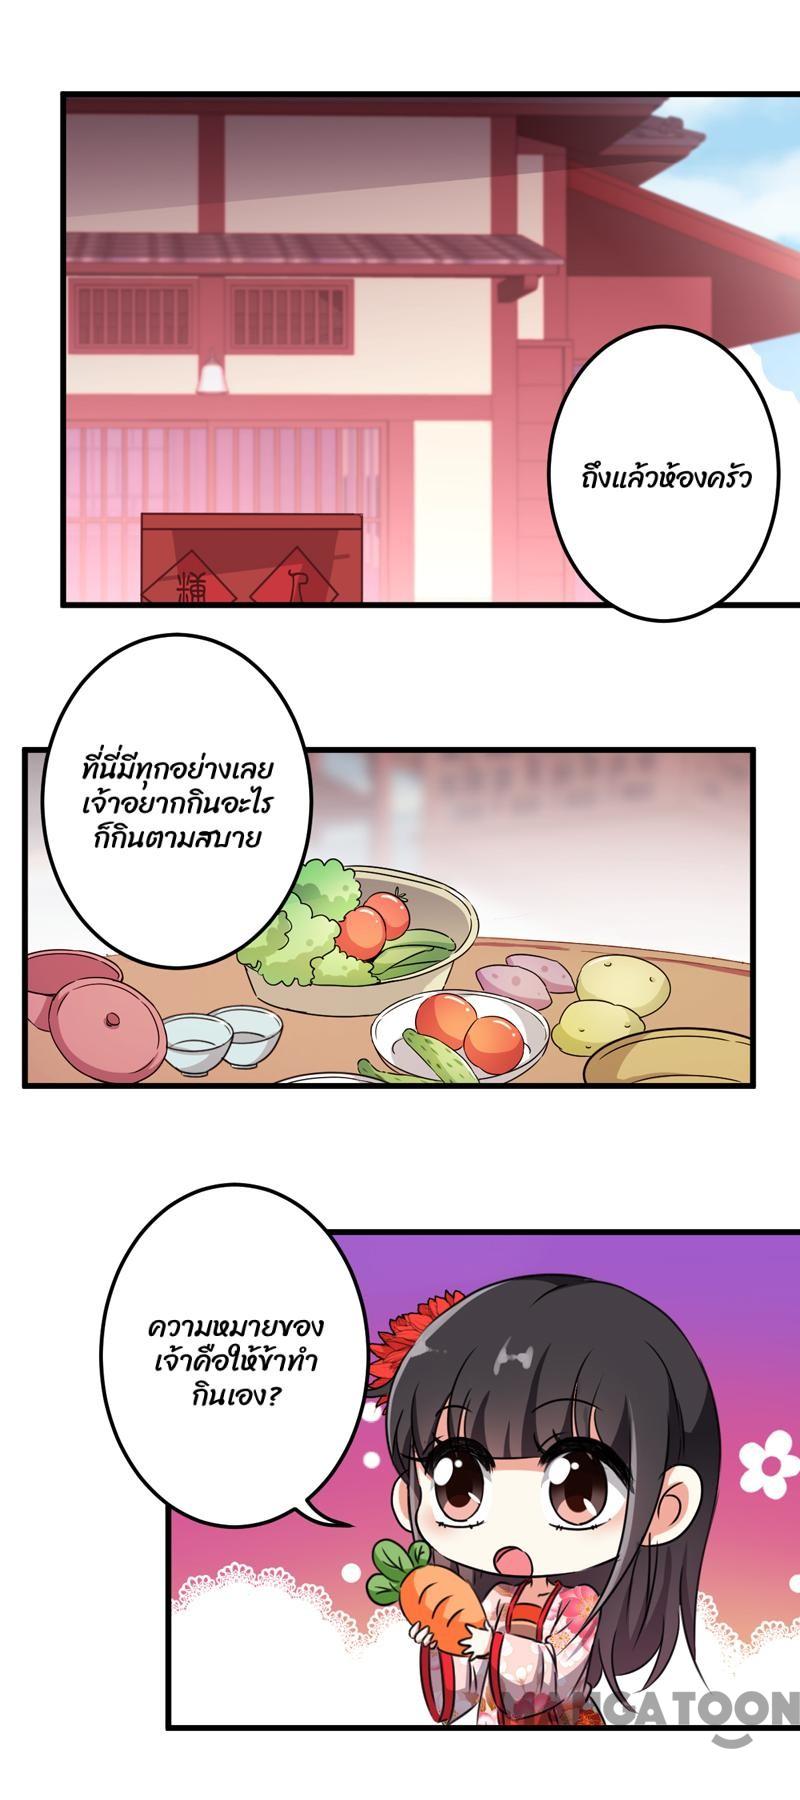 ถึงแล้วห้องครัว
ที่นี่มีทุกอย่างเลย
เจ้าอยากกินอะไร
ก็กินตามสบาย
ความหมายของ
เจ้าคือให้ข้าทำ
กินเอง?
MANGATOON